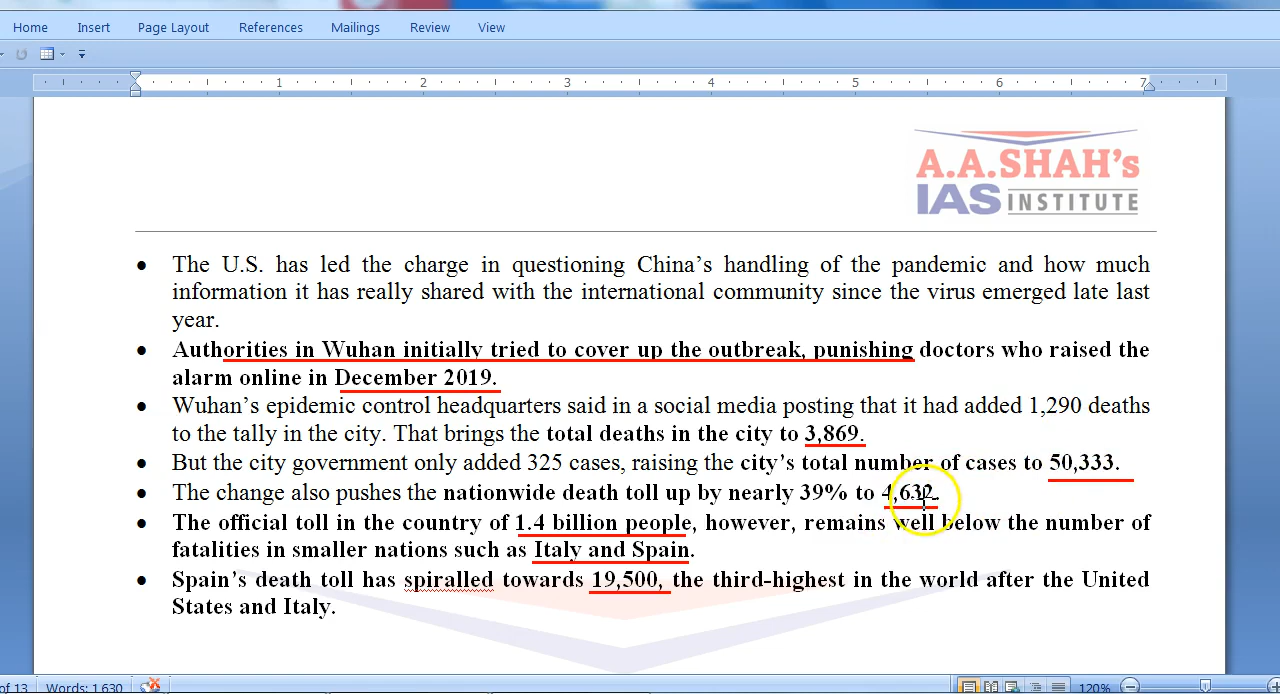 Home Insert Page Layout References Mailings Review View
1 2 3 4 5 6 7
A.A.SHAH's
IAS INSTITUTE
• The U.S. has led the charge in questioning China's handling of the pandemic and how much
information it has really shared with the international community since the virus emerged late last
year.
• Authorities in Wuhan initially tried to cover up the outbreak, punishing doctors who raised the
alarm online in December 2019.
• Wuhan's epidemic control headquarters said in a social media posting that it had added 1,290 deaths
to the tally in the city. That brings the total deaths in the city to 3,869.
• But the city government only added 325 cases, raising the city's total number of cases to 50,333.
• The change also pushes the nationwide death toll up by nearly 39% to 4,632.
• The official toll in the country of 1.4 billion people, however, remains well below the number of
fatalities in smaller nations such as Italy and Spain.
• Spain's death toll has spiralled towards 19,500, the third-highest in the world after the United
States and Italy.
of 13 Words: 1,630 120%